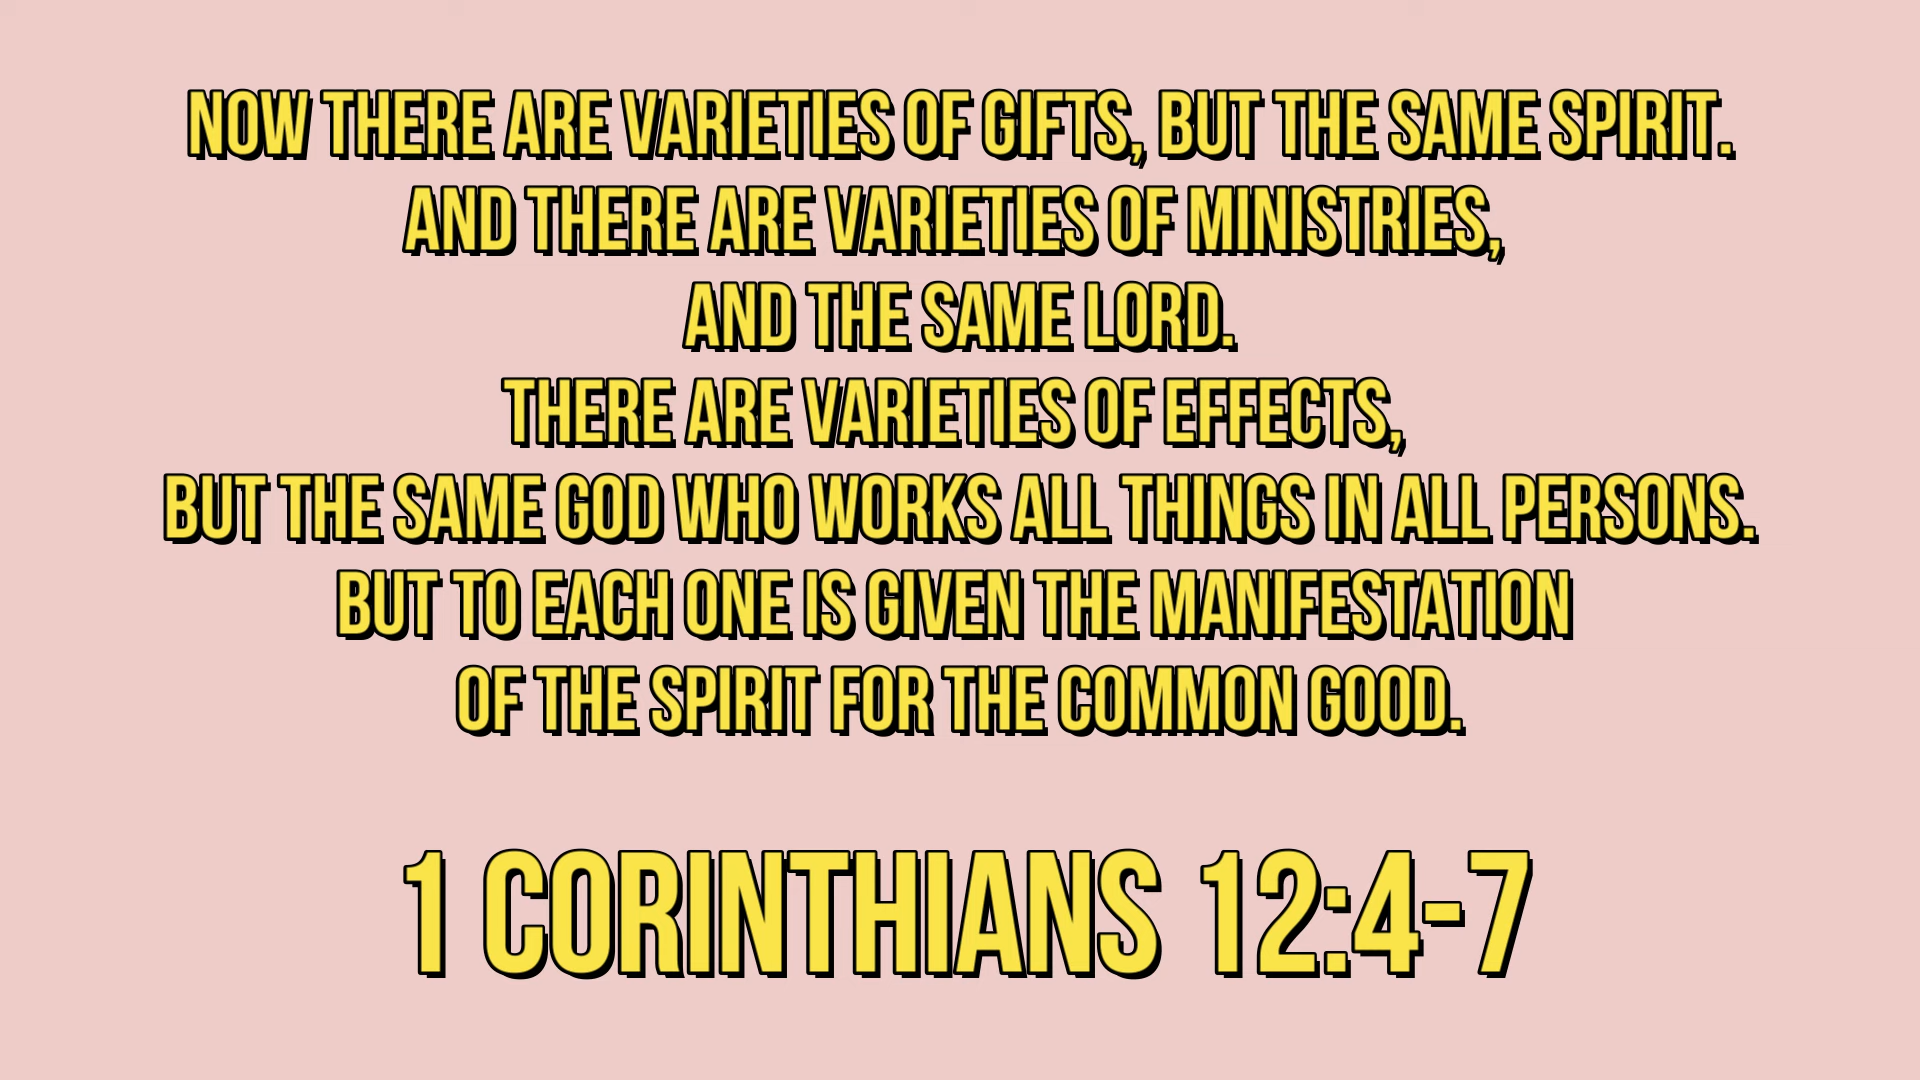 NOW THERE ARE VARIETIES OF GIFTS, BUT THE SAME SPIRIT.
AND THERE ARE VARIETIES OF MINISTRIES,
AND THE SAME LORD.
THERE ARE VARIETIES OF EFFECTS,
BUT THE SAME GOD WHO WORKS ALL THINGS IN ALL PERSONS.
BUT TO EACH ONE IS GIVEN THE MANIFESTATION
OF THE SPIRIT FOR THE COMMON GOOD.
1 CORINTHIANS 12:4-7